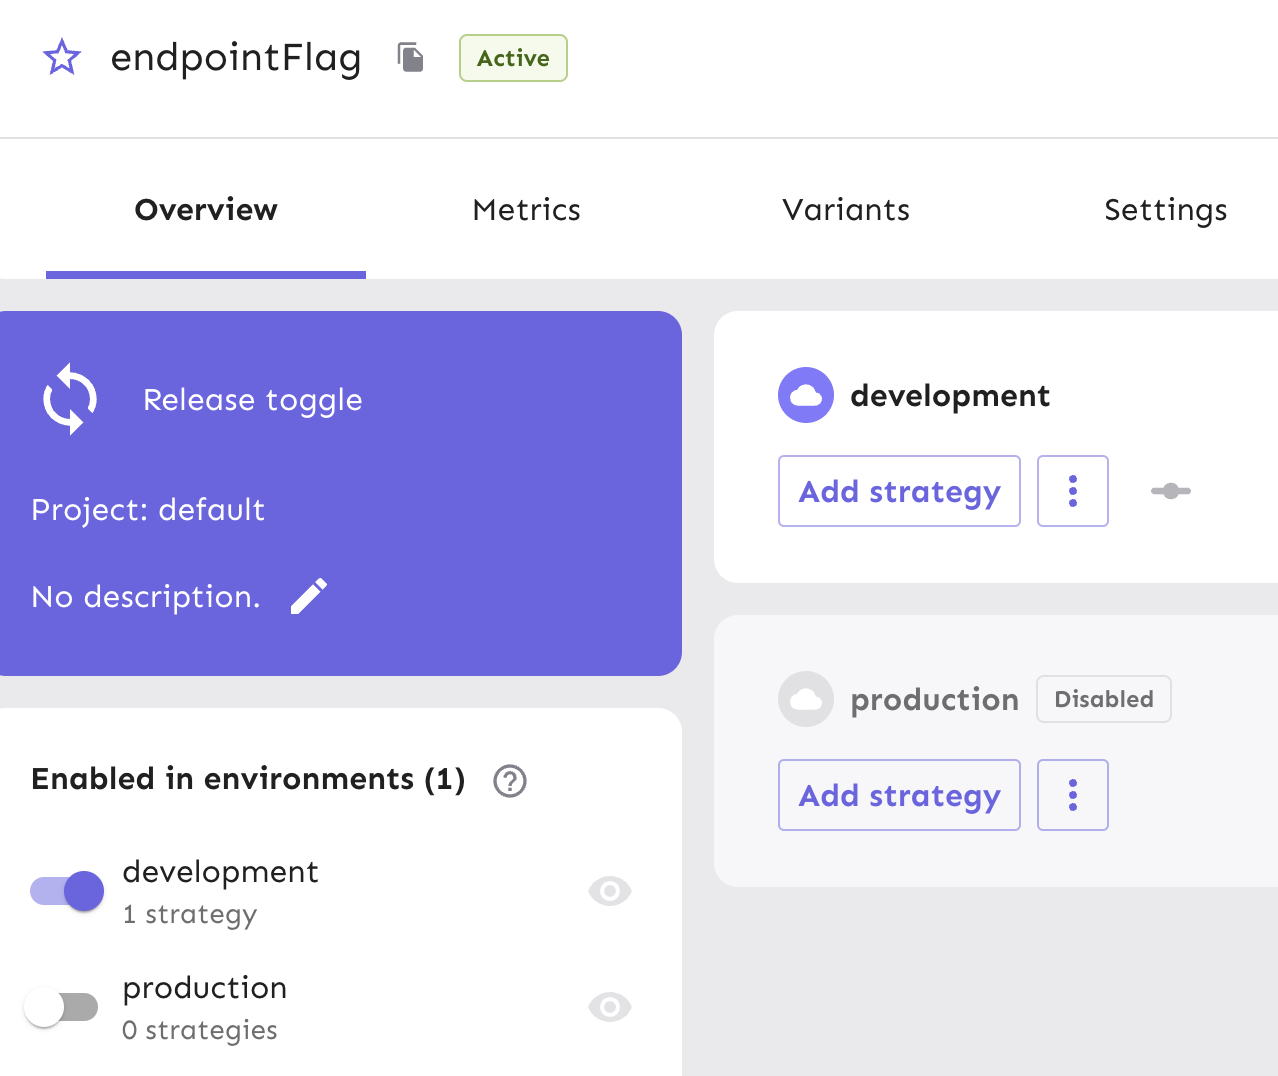 endpointFlag
Active
Overview
Metrics
Variants
Settings
Release toggle
Project: default
No description.
Enabled in environments (1)
development
1 strategy
production
0 strategies
development
Add strategy
production
Disabled
Add strategy